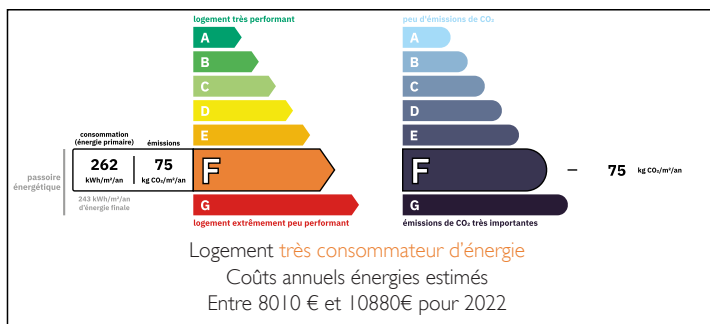 logement très performant
A
B
C
D
E
F
G
logement extrêmement peu performant
consommation
(énergie primaire)
émissions
262
kWh/m²/an
75
kg CO₂/m²/an
passoire
énergétique
243 kWh/m²/an
d'énergie finale
peu d'émissions de CO₂
A
B
C
D
E
F
G
émissions de CO₂ très importantes
75 kg CO₂/m²/an
Logement très consommateur d'énergie
Coûts annuels énergies estimés
Entre 8010 € et 10880€ pour 2022